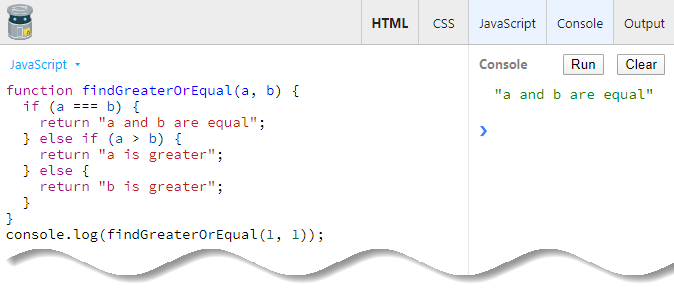 HTML CSS JavaScript Console Output
JavaScript
function findGreaterOrEqual(a, b) {
  if (a === b) {
    return "a and b are equal";
  } else if (a > b) {
    return "a is greater";
  } else {
    return "b is greater";
  }
}
console.log(findGreaterOrEqual(1, 1));
Console Run Clear
"a and b are equal"
❯